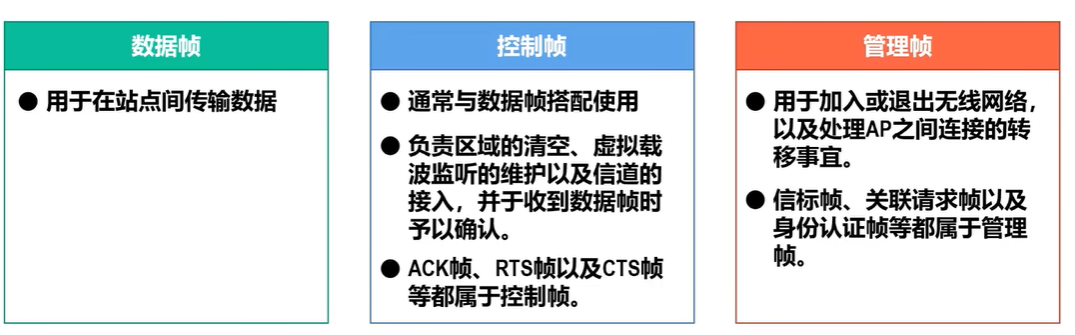 数据帧
● 用于在站点间传输数据
控制帧
● 通常与数据帧搭配使用
● 负责区域的清空、虚拟载
波监听的维护以及信道的
接入，并于收到数据帧时
予以确认。
● ACK帧、RTS帧以及CTS帧
等都属于控制帧。
管理帧
● 用于加入或退出无线网络，
以及处理AP之间连接的转
移事宜。
● 信标帧、关联请求帧以及
身份认证帧等都属于管理
帧。